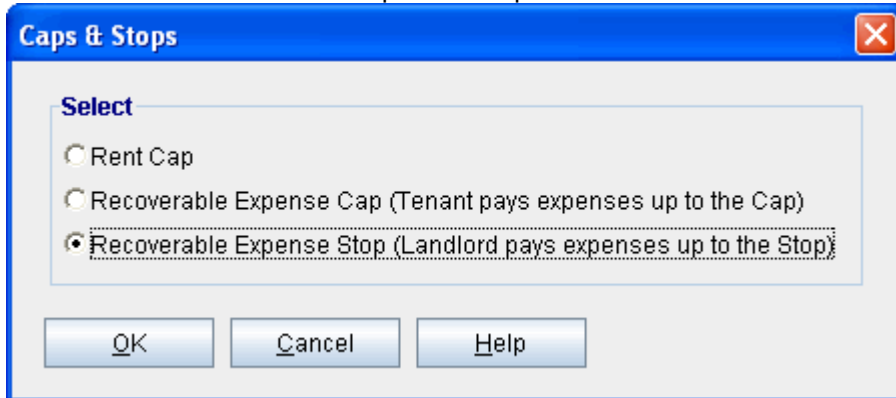 Caps & Stops
Select
Rent Cap
Recoverable Expense Cap (Tenant pays expenses up to the Cap)
Recoverable Expense Stop (Landlord pays expenses up to the Stop)
OK Cancel Help